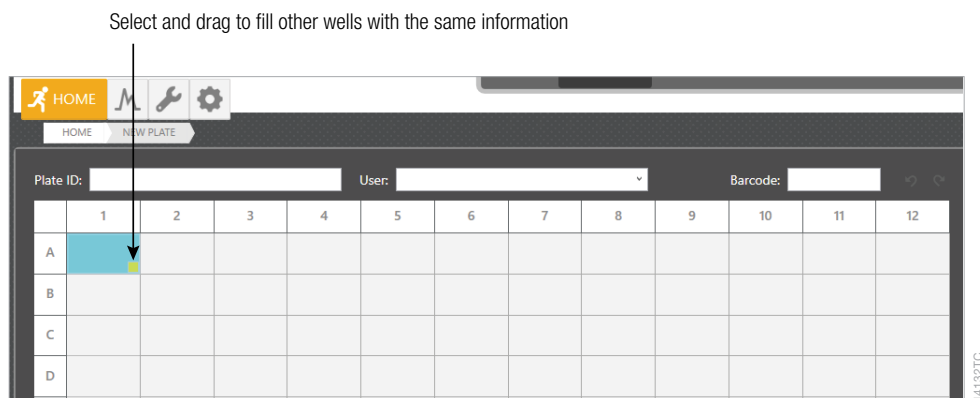 Select and drag to fill other wells with the same information
HOME
HOME NEW PLATE
Plate ID: User: Barcode:
1 2 3 4 5 6 7 8 9 10 11 12
A
B
C
D
4132TC